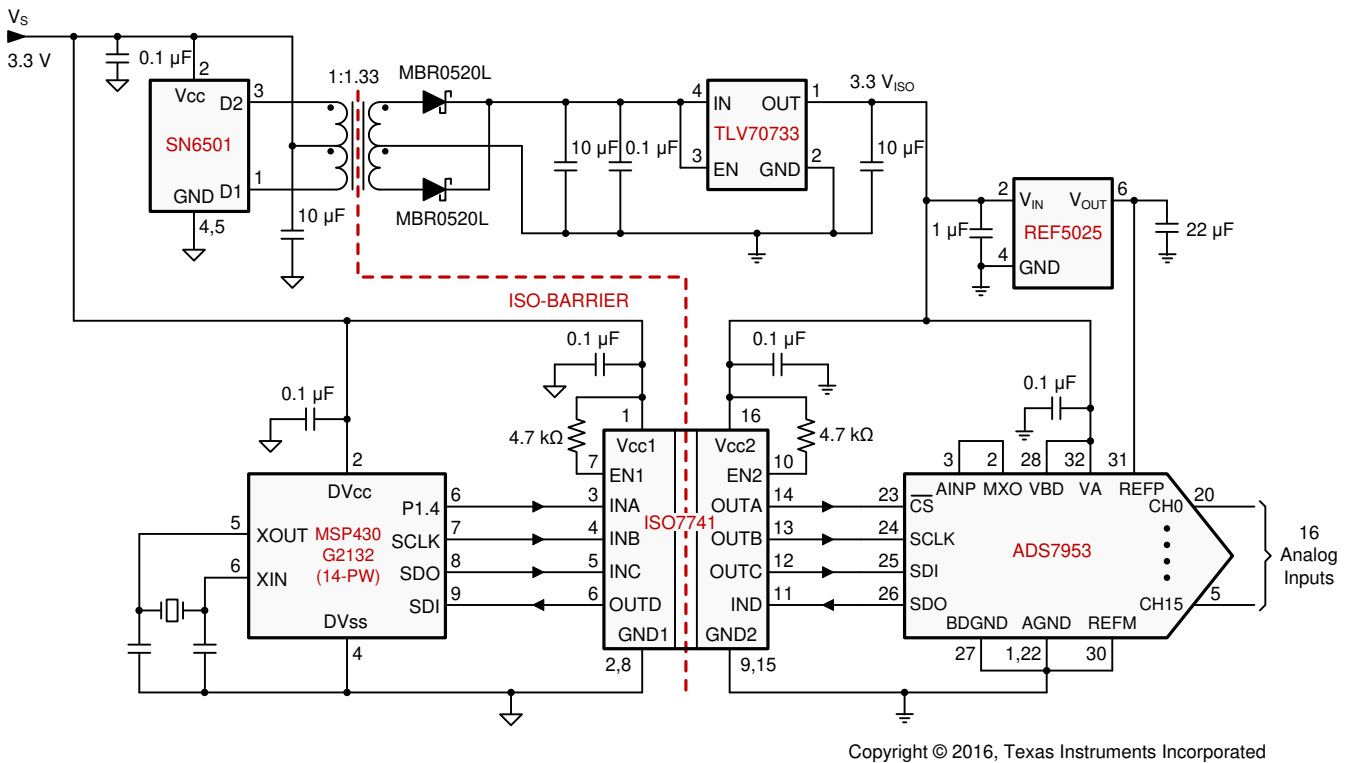 VS
3.3 V
0.1 µF
2
Vcc
D2
3
SN6501
D1
1
GND
4,5
10 µF
1:1.33
MBR0520L
MBR0520L
10 µF
0.1 µF
4
IN
OUT
1
TLV70733
3
EN
GND
2
3.3 VISO
10 µF
2
VIN
VOUT
6
1 µF
REF5025
22 µF
4
GND
ISO-BARRIER
0.1 µF
0.1 µF
0.1 µF
0.1 µF
4.7 kΩ
4.7 kΩ
1
16
Vcc1
Vcc2
7
EN1
EN2
10
3
INA
OUTA
14
ISO7741
4
INB
OUTB
13
5
INC
OUTC
12
6
OUTD
IND
11
GND1
GND2
2,8
9,15
2
DVcc
P1.4
6
5
XOUT
MSP430
G2132
(14-PW)
SCLK
7
6
XIN
SDO
8
SDI
9
DVss
4
3
2
28
32
31
AINP
MXO
VBD
VA
REFP
23
CS
CH0
20
24
SCLK
ADS7953
25
SDI
26
SDO
CH15
5
BDGND
AGND
REFM
27
1,22
30
16
Analog
Inputs
Copyright © 2016, Texas Instruments Incorporated